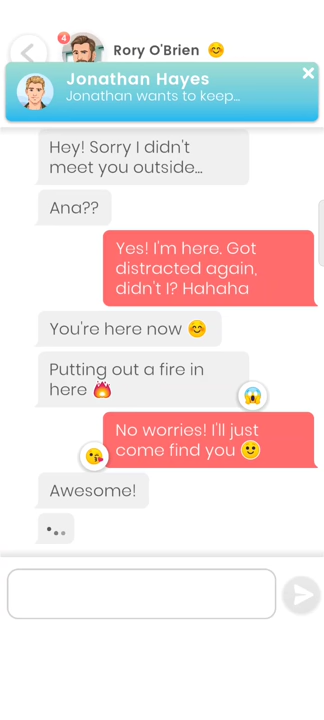 4
Rory O'Brien 😊
Jonathan Hayes
Jonathan wants to keep...
Hey! Sorry I didn't
meet you outside...
Ana??
Yes! I'm here. Got
distracted again,
didn't I? Hahaha
You're here now 😊
Putting out a fire in
here 🔥
No worries! I'll just
come find you 🙂
Awesome!